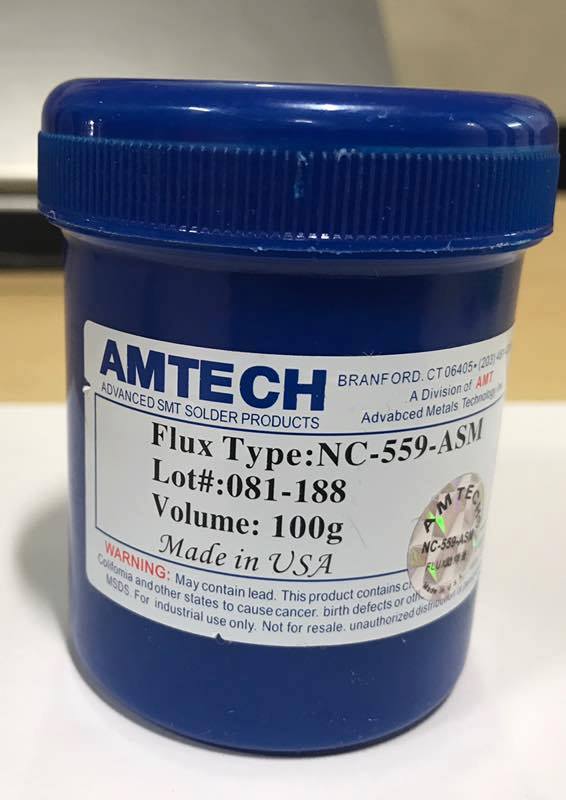 AMTECH
ADVANCED SMT SOLDER PRODUCTS
BRANFORD. CT 06405• (203)
A Division of AMT
Advabced Metals Technology
Flux Type:NC-559-ASM
Lot#:081-188
Volume: 100g
Made in USA
AMTECH
NC-559-ASM
FLUX
WARNING: May contain lead. This product contains
California and other states to cause cancer. birth defects or
MSDS. For industrial use only. Not for resale. unauthorized